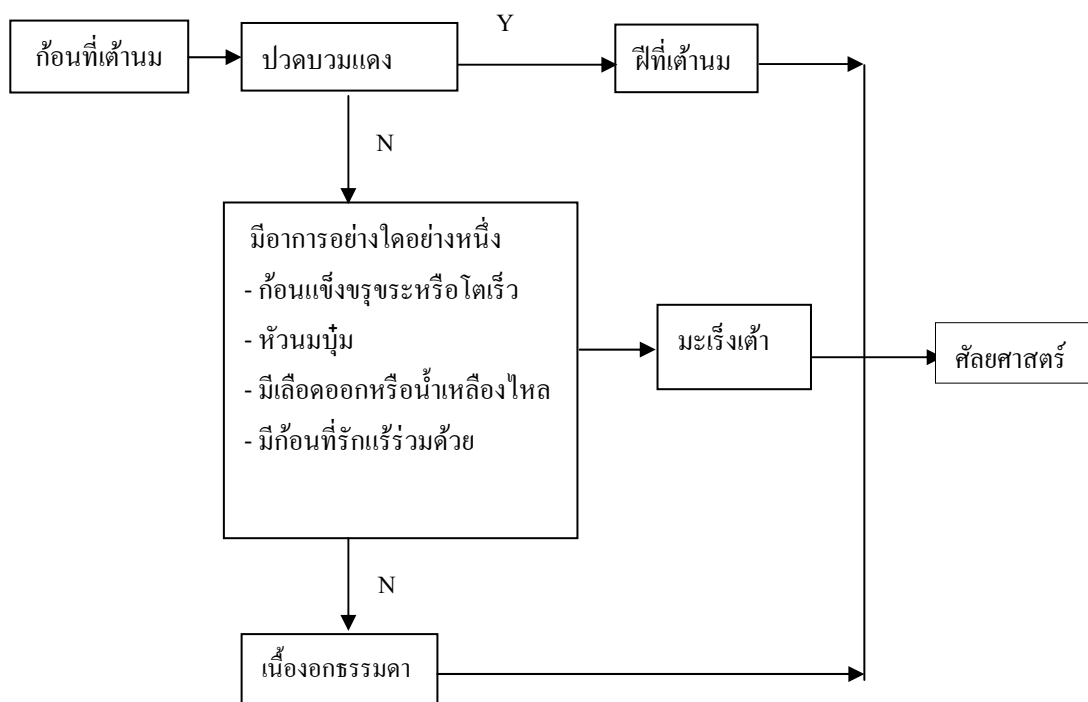 Y
ก้อนที่เต้านม
ปวดบวมแดง
ฝีที่เต้านม
N
มีอาการอย่างใดอย่างหนึ่ง
- ก้อนแข็งขรุขระหรือโตเร็ว
- หัวนมบุ๋ม
- มีเลือดออกหรือน้ำเหลืองไหล
- มีก้อนที่รักแร้ร่วมด้วย
มะเร็งเต้า
ศัลยศาสตร์
N
เนื้องอกธรรมดา